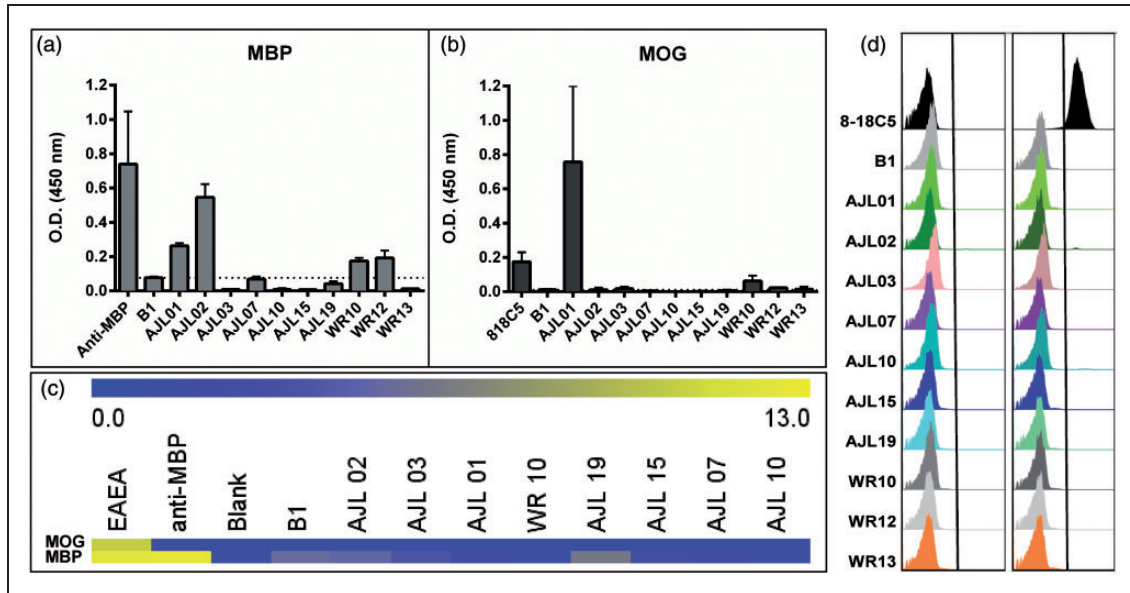 (a)
MBP
O.D. (450 nm)
1.2
1.0
0.8
0.6
0.4
0.2
0.0
Anti-MBP
B1
AJL01
AJL02
AJL03
AJL07
AJL10
AJL15
AJL19
WR10
WR12
WR13
(b)
MOG
O.D. (450 nm)
1.2
1.0
0.8
0.6
0.4
0.2
0.0
818C5
B1
AJL01
AJL02
AJL03
AJL07
AJL10
AJL15
AJL19
WR10
WR12
WR13
(c)
0.0 13.0
EAEA
anti-MBP
Blank
B1
AJL 02
AJL 03
AJL 01
WR 10
AJL 19
AJL 15
AJL 07
AJL 10
MOG
MBP
(d)
8-18C5
B1
AJL01
AJL02
AJL03
AJL07
AJL10
AJL15
AJL19
WR10
WR12
WR13